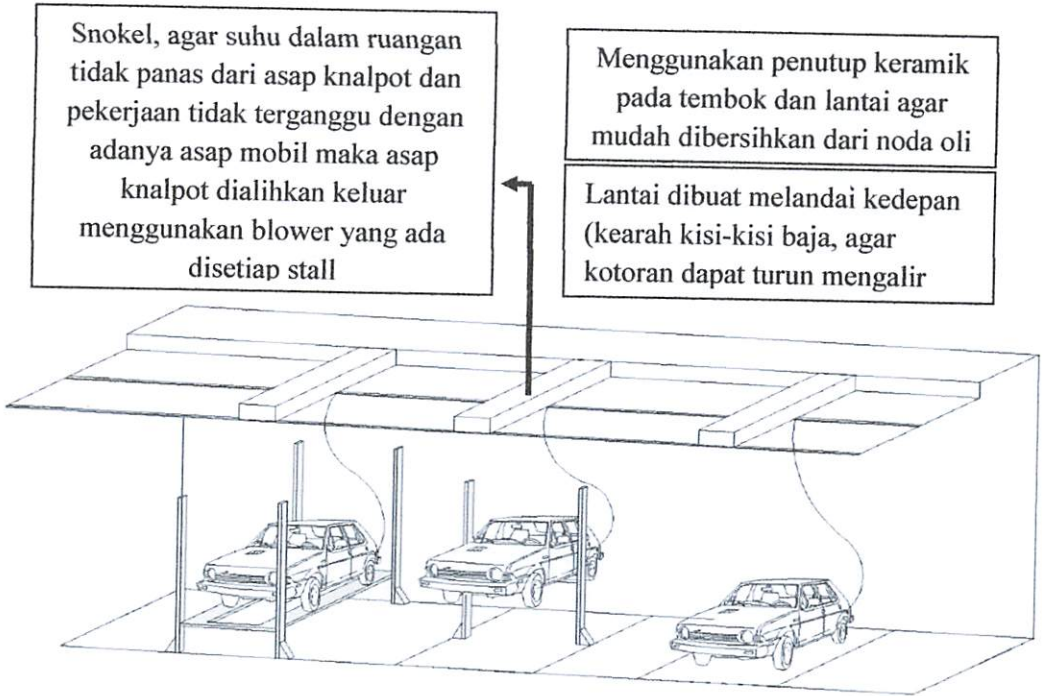 Snokel, agar suhu dalam ruangan
tidak panas dari asap knalpot dan
pekerjaan tidak terganggu dengan
adanya asap mobil maka asap
knalpot dialihkan keluar
menggunakan blower yang ada
disetiap stall
Menggunakan penutup keramik
pada tembok dan lantai agar
mudah dibersihkan dari noda oli
Lantai dibuat melandai kedepan
(kearah kisi-kisi baja, agar
kotoran dapat turun mengalir